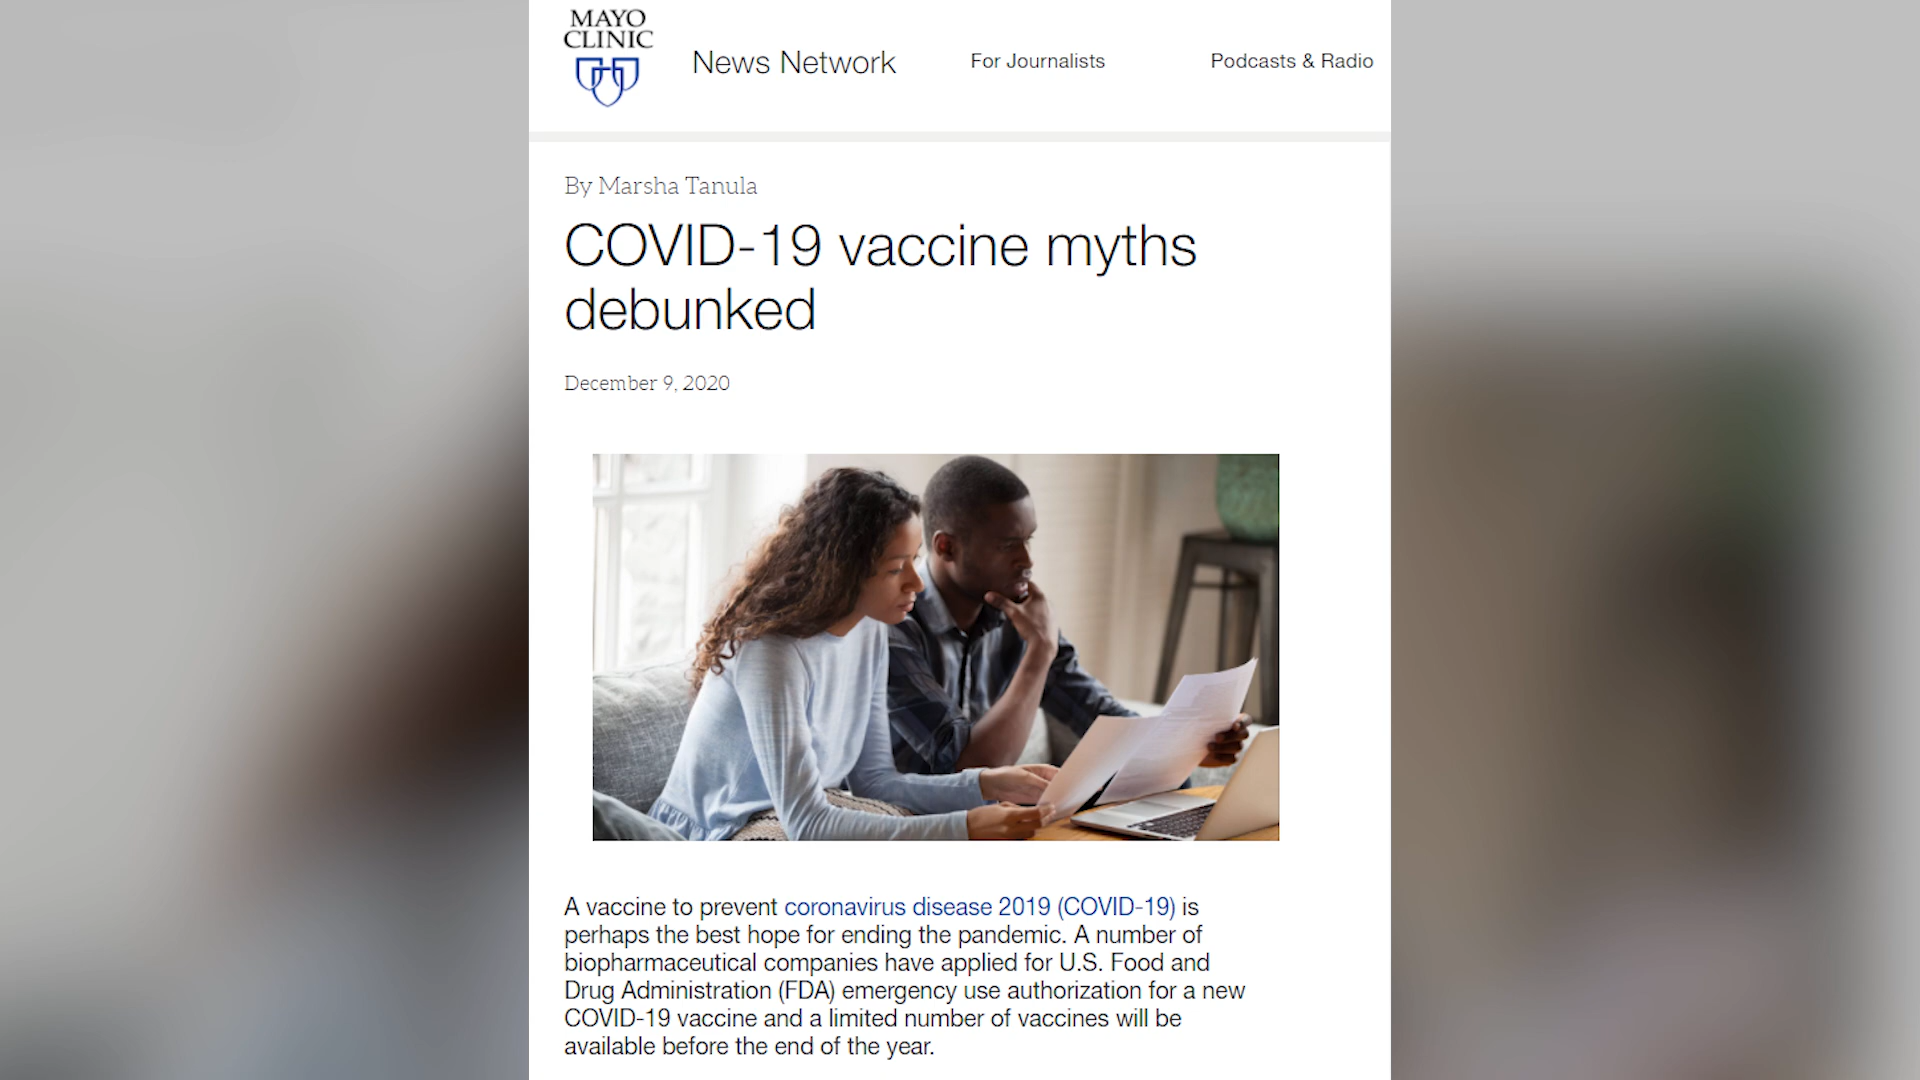 MAYO
CLINIC
News Network
For Journalists
Podcasts & Radio
By Marsha Tanula
COVID-19 vaccine myths
debunked
December 9, 2020
A vaccine to prevent coronavirus disease 2019 (COVID-19) is
perhaps the best hope for ending the pandemic. A number of
biopharmaceutical companies have applied for U.S. Food and
Drug Administration (FDA) emergency use authorization for a new
COVID-19 vaccine and a limited number of vaccines will be
available before the end of the year.